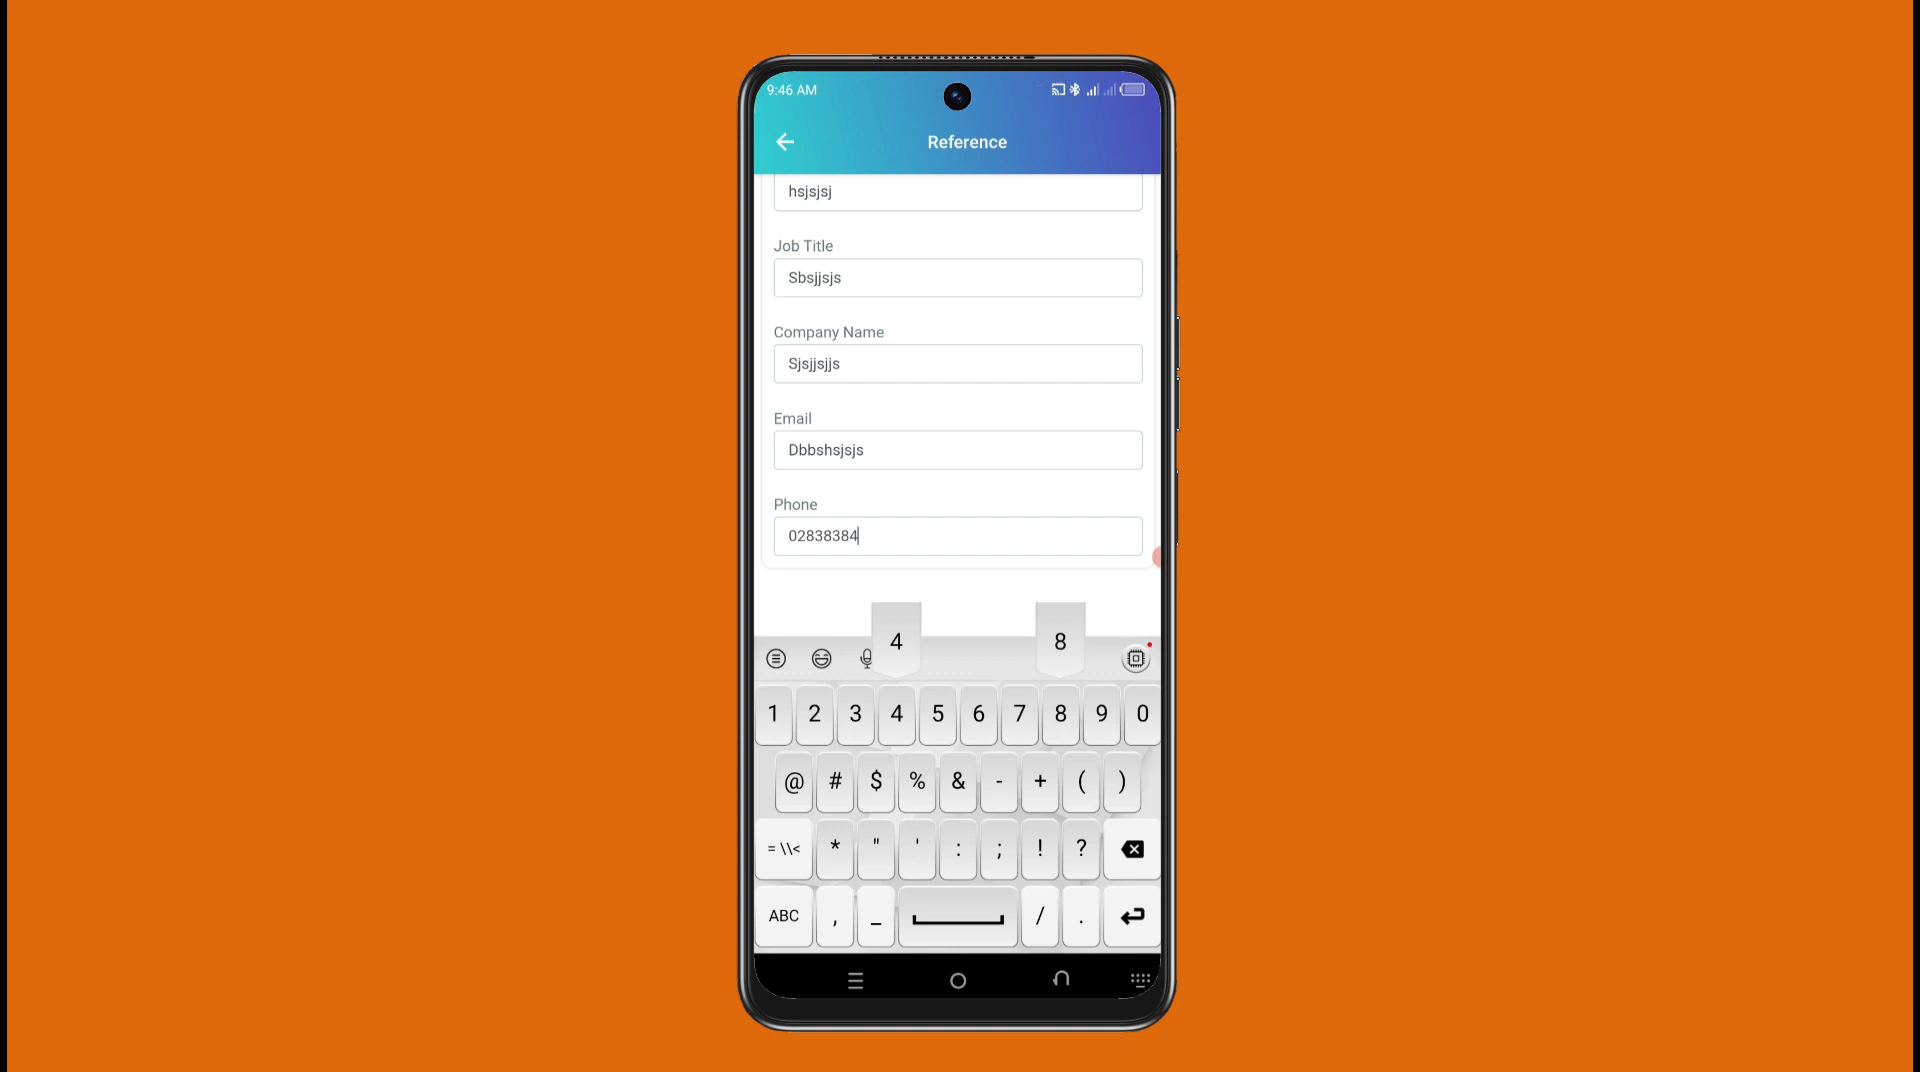 9:46 AM
Reference
hsjsjsj
Job Title
Sbsjjsjs
Company Name
Sjsjjsjjs
Email
Dbbshsjsjs
Phone
02838384
4 8
1 2 3 4 5 6 7 8 9 0
@ # $ % & - + ( )
= \\< * " ' : ; ! ?
ABC , _ / .